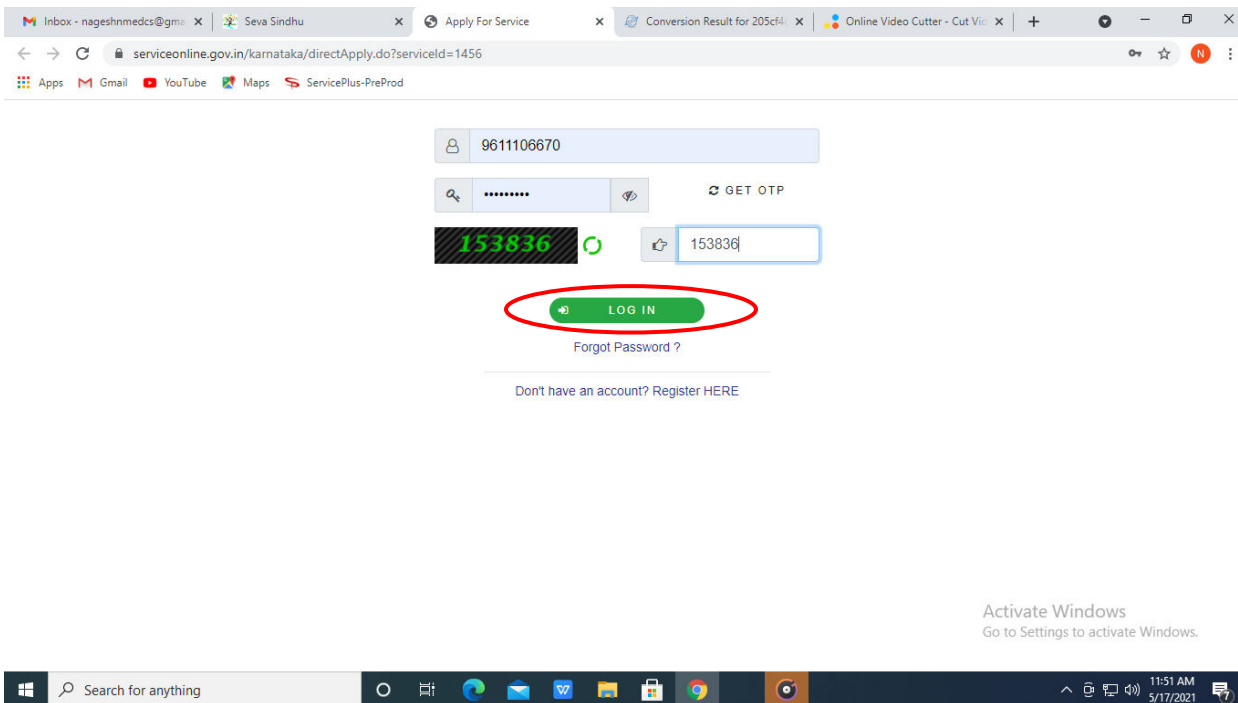 Inbox - nageshnmedcs@gma
Seva Sindhu
Apply For Service
Conversion Result for 205cf4
Online Video Cutter - Cut Vic
serviceonline.gov.in/karnataka/directApply.do?serviceId=1456
N
Apps
Gmail
YouTube
Maps
ServicePlus-PreProd
9611106670
•••••••••
GET OTP
153836
153836
LOG IN
Forgot Password ?
Don't have an account? Register HERE
Activate Windows
Go to Settings to activate Windows.
Search for anything
11:51 AM
5/17/2021
7